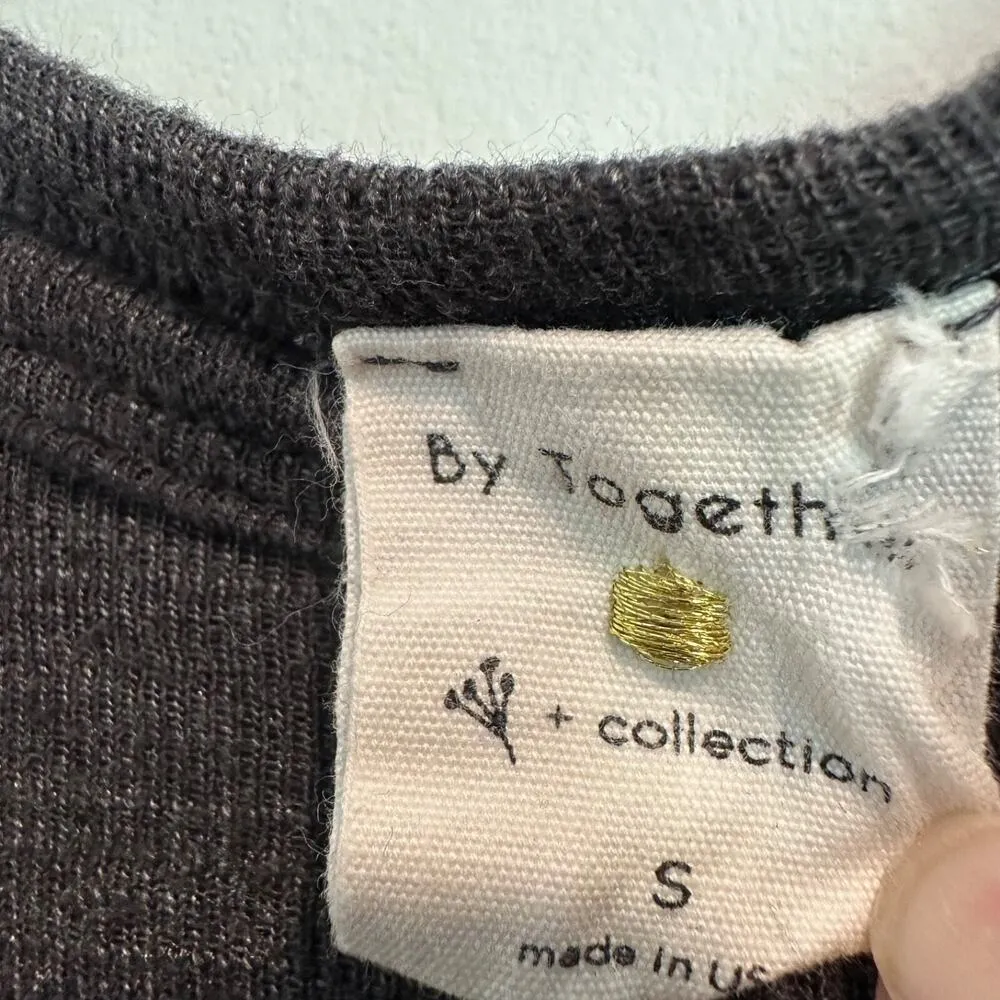 By Togeth
+ collection
S
made in US